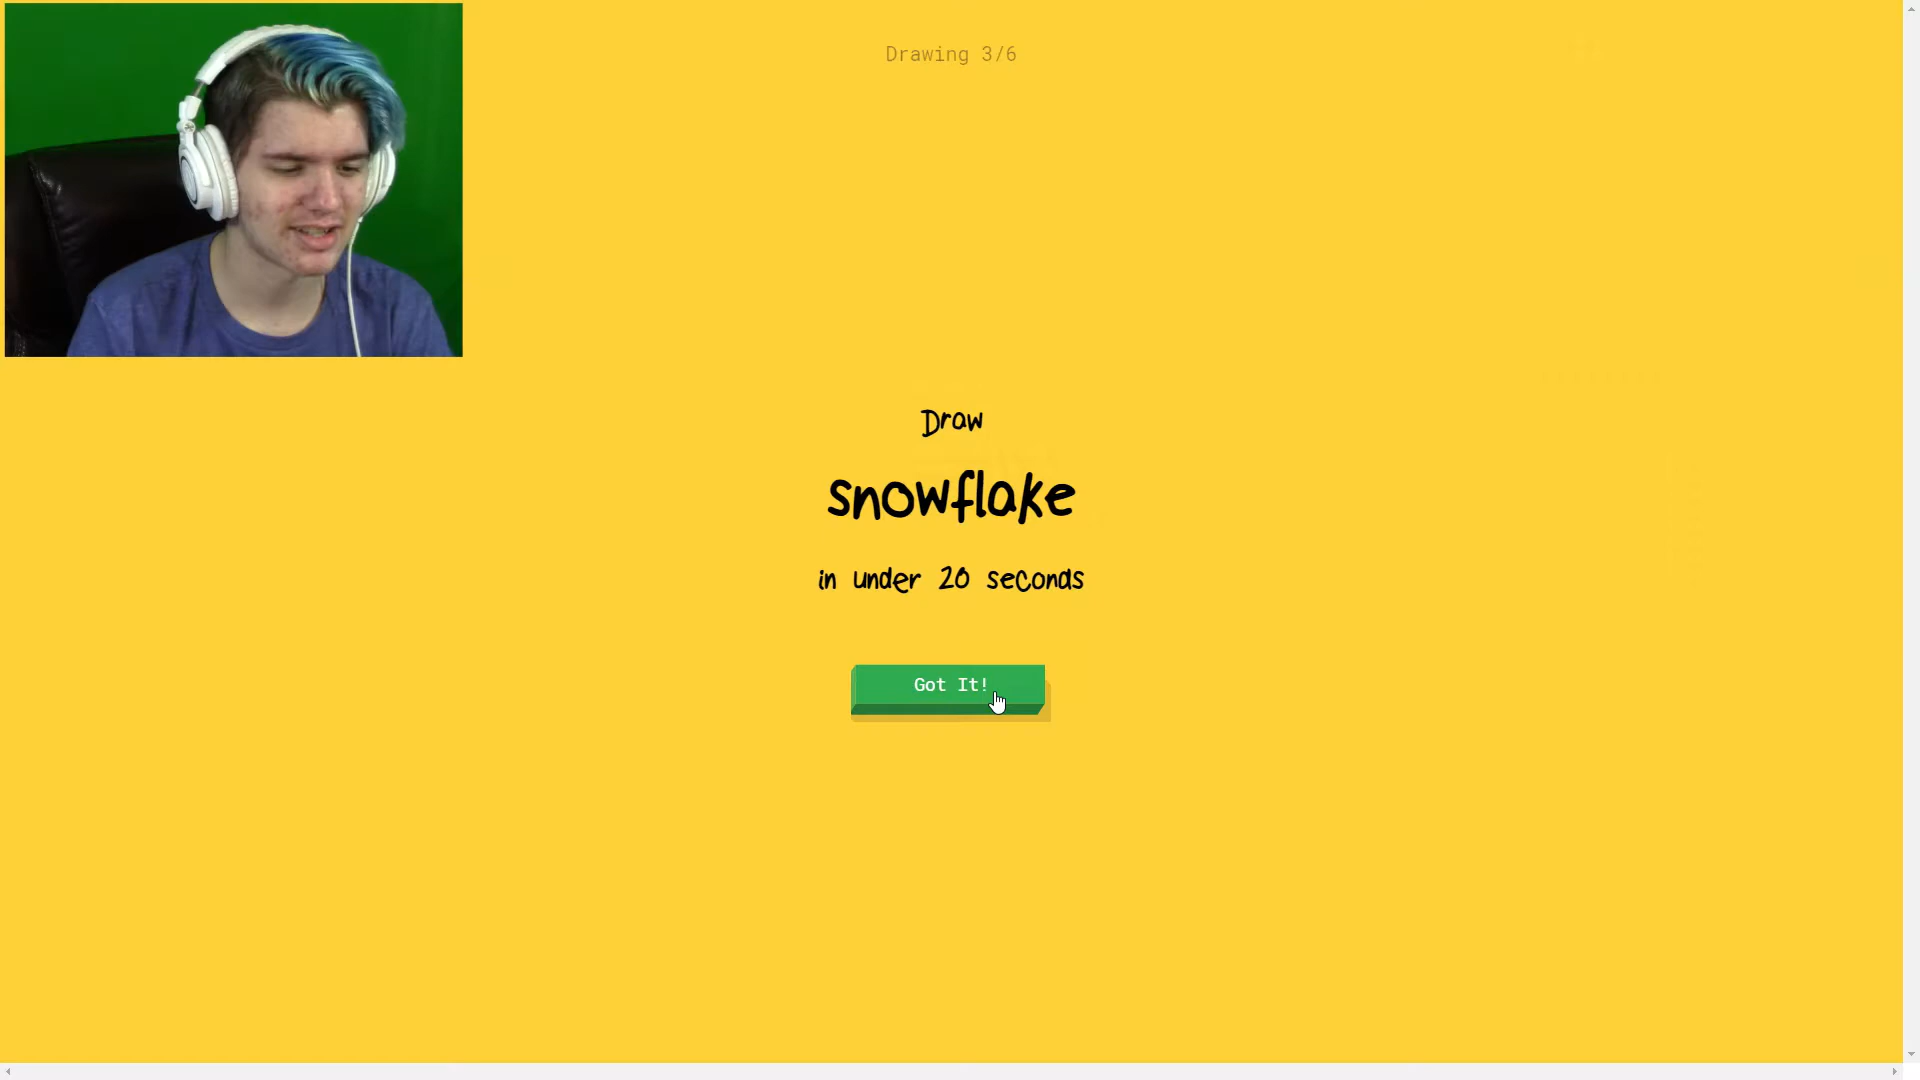 Drawing 3/6
Draw
snowflake
in under 20 seconds
Got It!